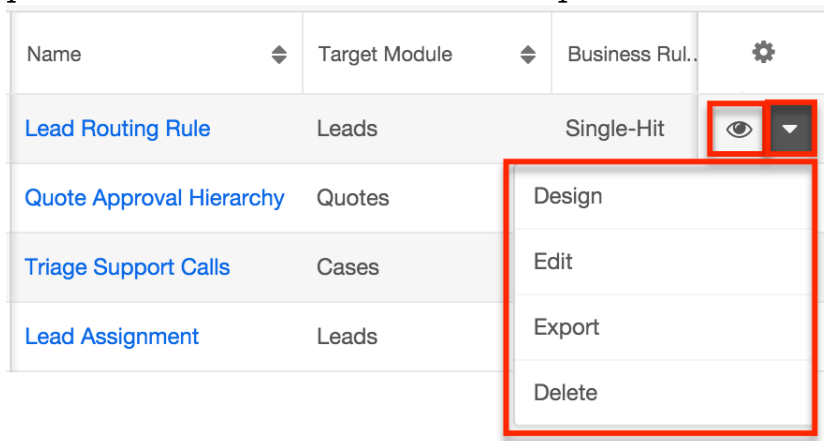 Name Target Module Business Rul..
Lead Routing Rule Leads Single-Hit
Quote Approval Hierarchy Quotes
Design
Triage Support Calls Cases
Edit
Export
Lead Assignment Leads
Delete